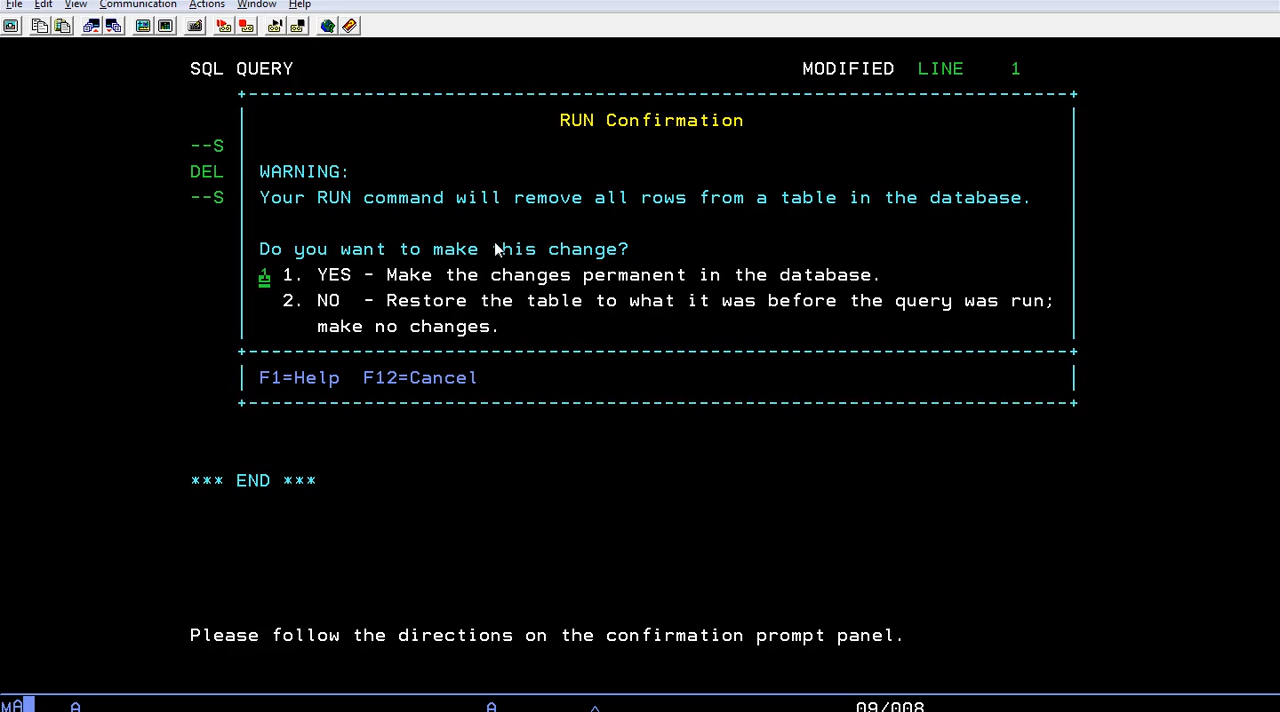 File Edit View Communication Actions Window Help
SQL QUERY MODIFIED LINE 1
+------------------------------------------------------------------------+
RUN Confirmation
--S
DEL WARNING:
--S Your RUN command will remove all rows from a table in the database.
Do you want to make this change?
1 1. YES - Make the changes permanent in the database.
2. NO - Restore the table to what it was before the query was run;
make no changes.
+------------------------------------------------------------------------+
F1=Help F12=Cancel
+------------------------------------------------------------------------+
*** END ***
Please follow the directions on the confirmation prompt panel.
MA A A 09/008